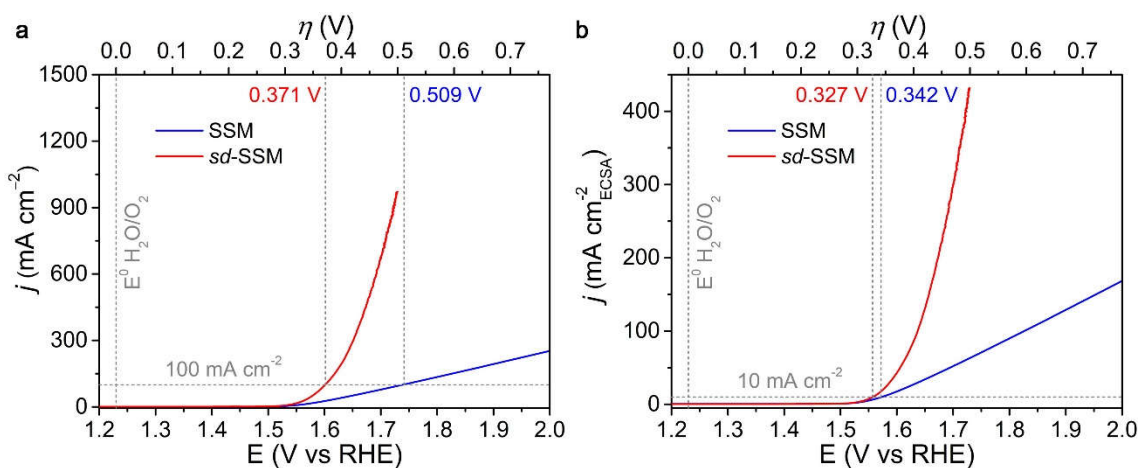 a
η (V)
0.0 0.1 0.2 0.3 0.4 0.5 0.6 0.7
1500
1200
900
600
300
0
j (mA cm⁻²)
0.371 V
0.509 V
SSM
sd-SSM
E⁰ H₂O/O₂
100 mA cm⁻²
1.2 1.3 1.4 1.5 1.6 1.7 1.8 1.9 2.0
E (V vs RHE)
b
η (V)
0.0 0.1 0.2 0.3 0.4 0.5 0.6 0.7
400
300
200
100
0
j (mA cm⁻²ECSA)
0.327 V
0.342 V
SSM
sd-SSM
E⁰ H₂O/O₂
10 mA cm⁻²
1.2 1.3 1.4 1.5 1.6 1.7 1.8 1.9 2.0
E (V vs RHE)